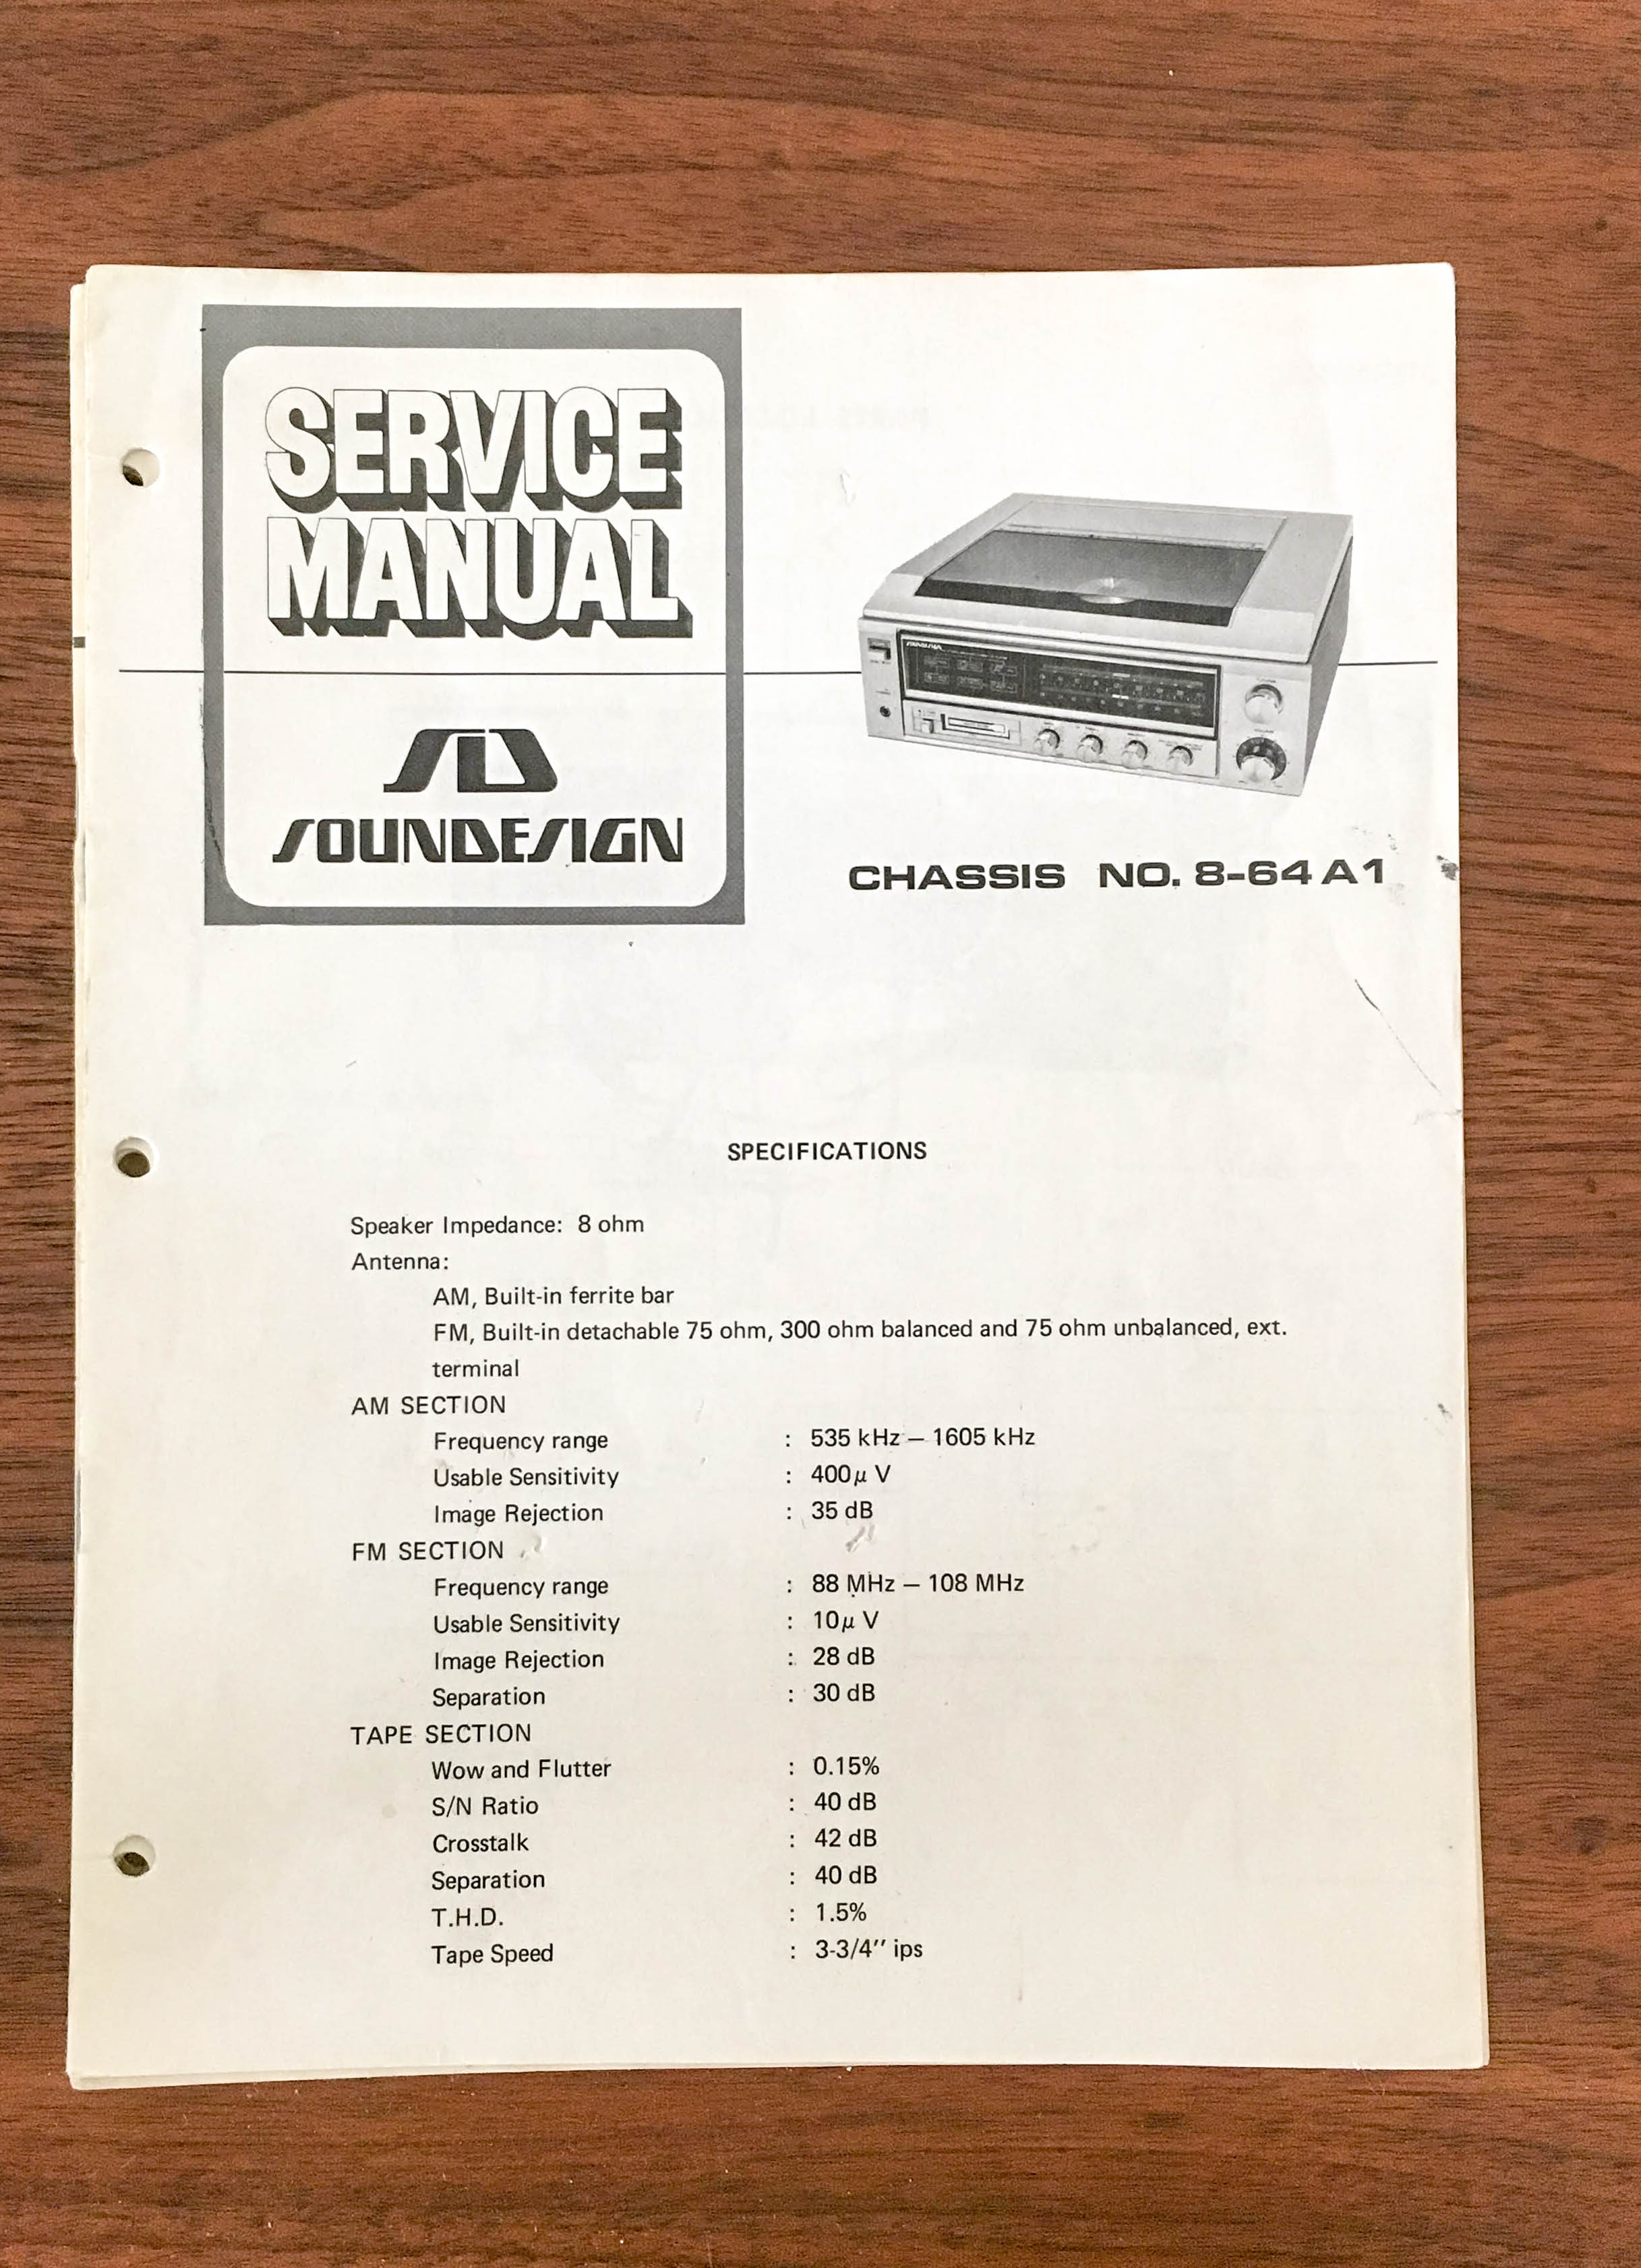 SERVICE
MANUAL
SD
SOUNDESIGN
CHASSIS NO. 8-64 A1
SPECIFICATIONS
Speaker Impedance: 8 ohm
Antenna:
AM, Built-in ferrite bar
FM, Built-in detachable 75 ohm, 300 ohm balanced and 75 ohm unbalanced, ext.
terminal
AM SECTION
Frequency range : 535 kHz – 1605 kHz
Usable Sensitivity : 400μ V
Image Rejection : 35 dB
FM SECTION
Frequency range : 88 MHz – 108 MHz
Usable Sensitivity : 10μ V
Image Rejection : 28 dB
Separation : 30 dB
TAPE SECTION
Wow and Flutter : 0.15%
S/N Ratio : 40 dB
Crosstalk : 42 dB
Separation : 40 dB
T.H.D. : 1.5%
Tape Speed : 3-3/4’’ ips